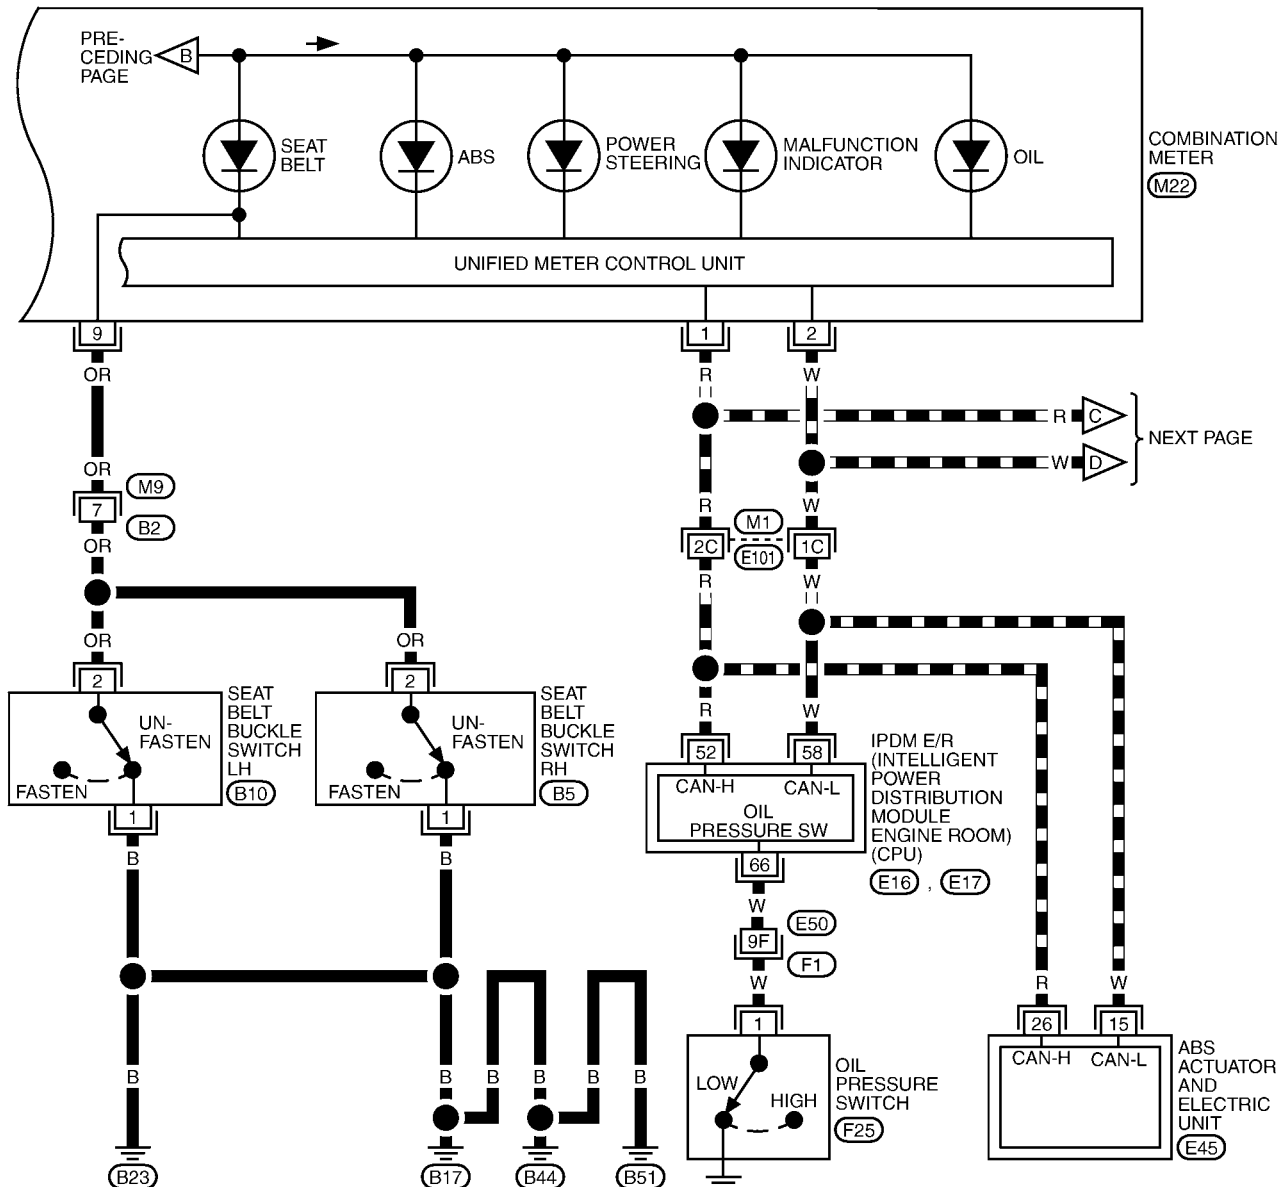 PRE-
CEDING
PAGE
B
SEAT
BELT
ABS
POWER
STEERING
MALFUNCTION
INDICATOR
OIL
COMBINATION
METER
M22
UNIFIED METER CONTROL UNIT
9
1
2
OR
R
W
R
C
NEXT PAGE
W
D
OR
M9
7
B2
OR
R
W
M1
2C
1C
E101
R
W
OR
OR
2
2
UN-
FASTEN
FASTEN
SEAT
BELT
BUCKLE
SWITCH
LH
B10
UN-
FASTEN
FASTEN
SEAT
BELT
BUCKLE
SWITCH
RH
B5
R
W
52
58
CAN-H
CAN-L
OIL
PRESSURE SW
IPDM E/R
(INTELLIGENT
POWER
DISTRIBUTION
MODULE
ENGINE ROOM)
(CPU)
E16 , E17
1
1
B
B
66
W
E50
9F
F1
W
R
W
1
26
15
LOW
HIGH
OIL
PRESSURE
SWITCH
F25
CAN-H
CAN-L
ABS
ACTUATOR
AND
ELECTRIC
UNIT
E45
B
B
B
B
B
B
B23
B17
B44
B51